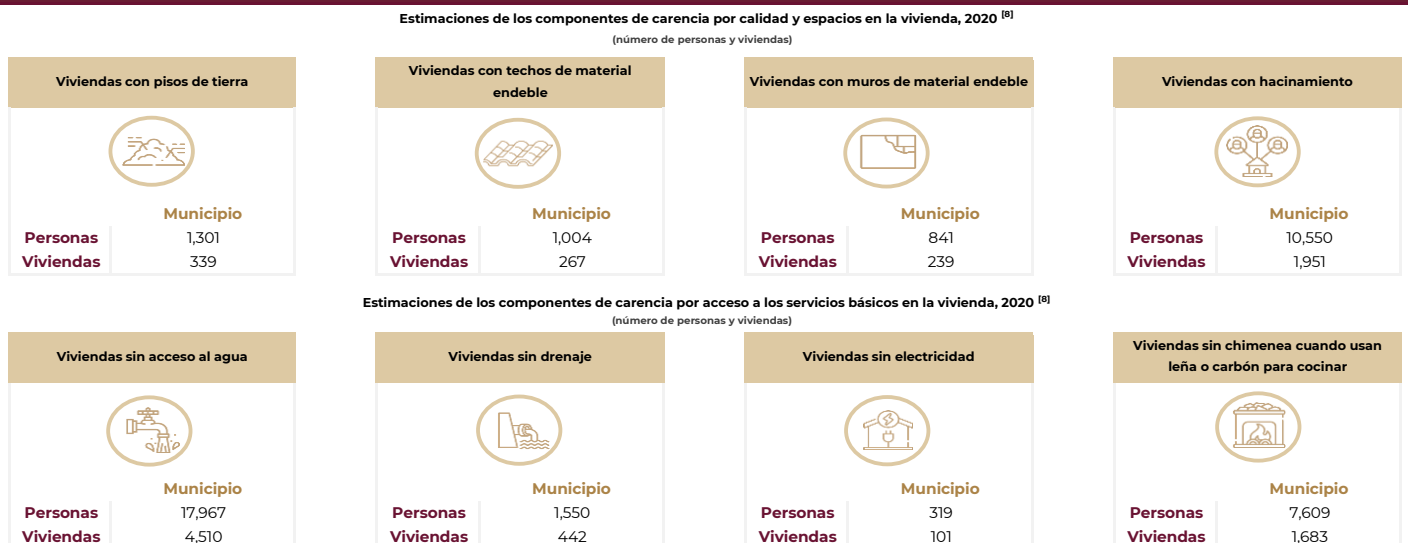 Estimaciones de los componentes de carencia por calidad y espacios en la vivienda, 2020 [8]
(número de personas y viviendas)
Viviendas con pisos de tierra
Municipio
Personas 1,301
Viviendas 339
Viviendas con techos de material
endeble
Municipio
Personas 1,004
Viviendas 267
Viviendas con muros de material endeble
Municipio
Personas 841
Viviendas 239
Viviendas con hacinamiento
Municipio
Personas 10,550
Viviendas 1,951
Estimaciones de los componentes de carencia por acceso a los servicios básicos en la vivienda, 2020 [8]
(número de personas y viviendas)
Viviendas sin acceso al agua
Municipio
Personas 17,967
Viviendas 4,510
Viviendas sin drenaje
Municipio
Personas 1,550
Viviendas 442
Viviendas sin electricidad
Municipio
Personas 319
Viviendas 101
Viviendas sin chimenea cuando usan
leña o carbón para cocinar
Municipio
Personas 7,609
Viviendas 1,683